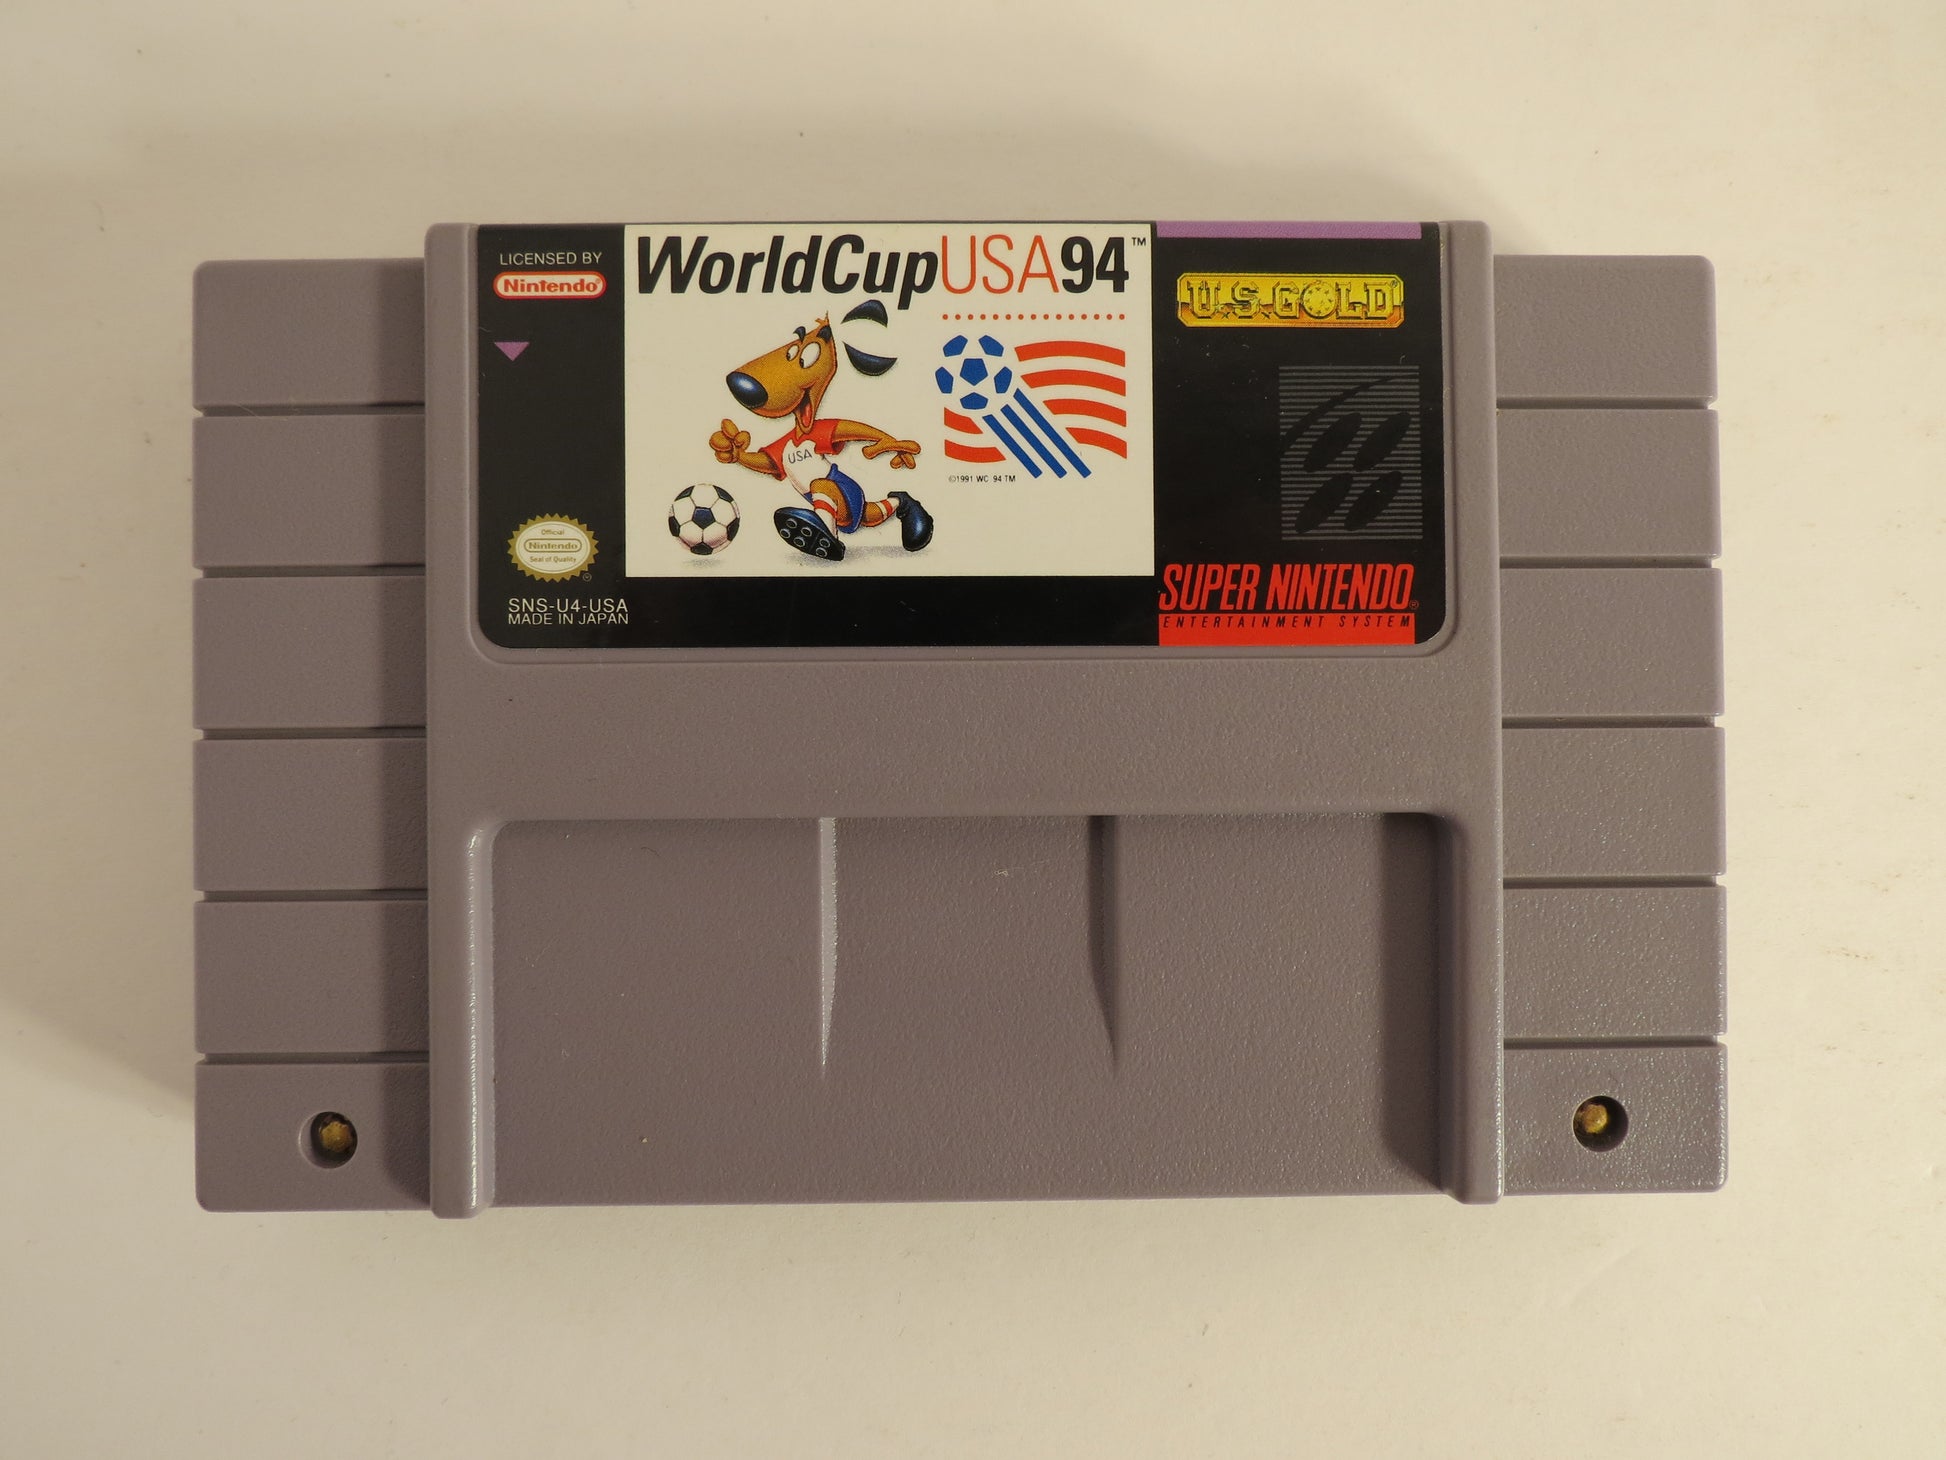 LICENSED BY
Nintendo®
WorldCupUSA94™
U.S.GOLD®
USA
©1991 WC 94 TM
Official
Nintendo
Seal of Quality
®
SNS-U4-USA
MADE IN JAPAN
SUPER NINTENDO®
ENTERTAINMENT SYSTEM